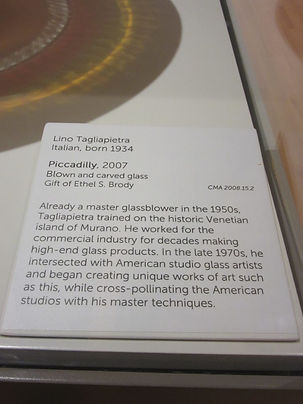 Lino Tagliapietra
Italian, born 1934
Piccadilly, 2007
Blown and carved glass
Gift of Ethel S. Brody
CMA 2008.15.2
Already a master glassblower in the 1950s,
Tagliapietra trained on the historic Venetian
island of Murano. He worked for the
commercial industry for decades making
high-end glass products. In the late 1970s, he
intersected with American studio glass artists
and began creating unique works of art such
as this, while cross-pollinating the American
studios with his master techniques.